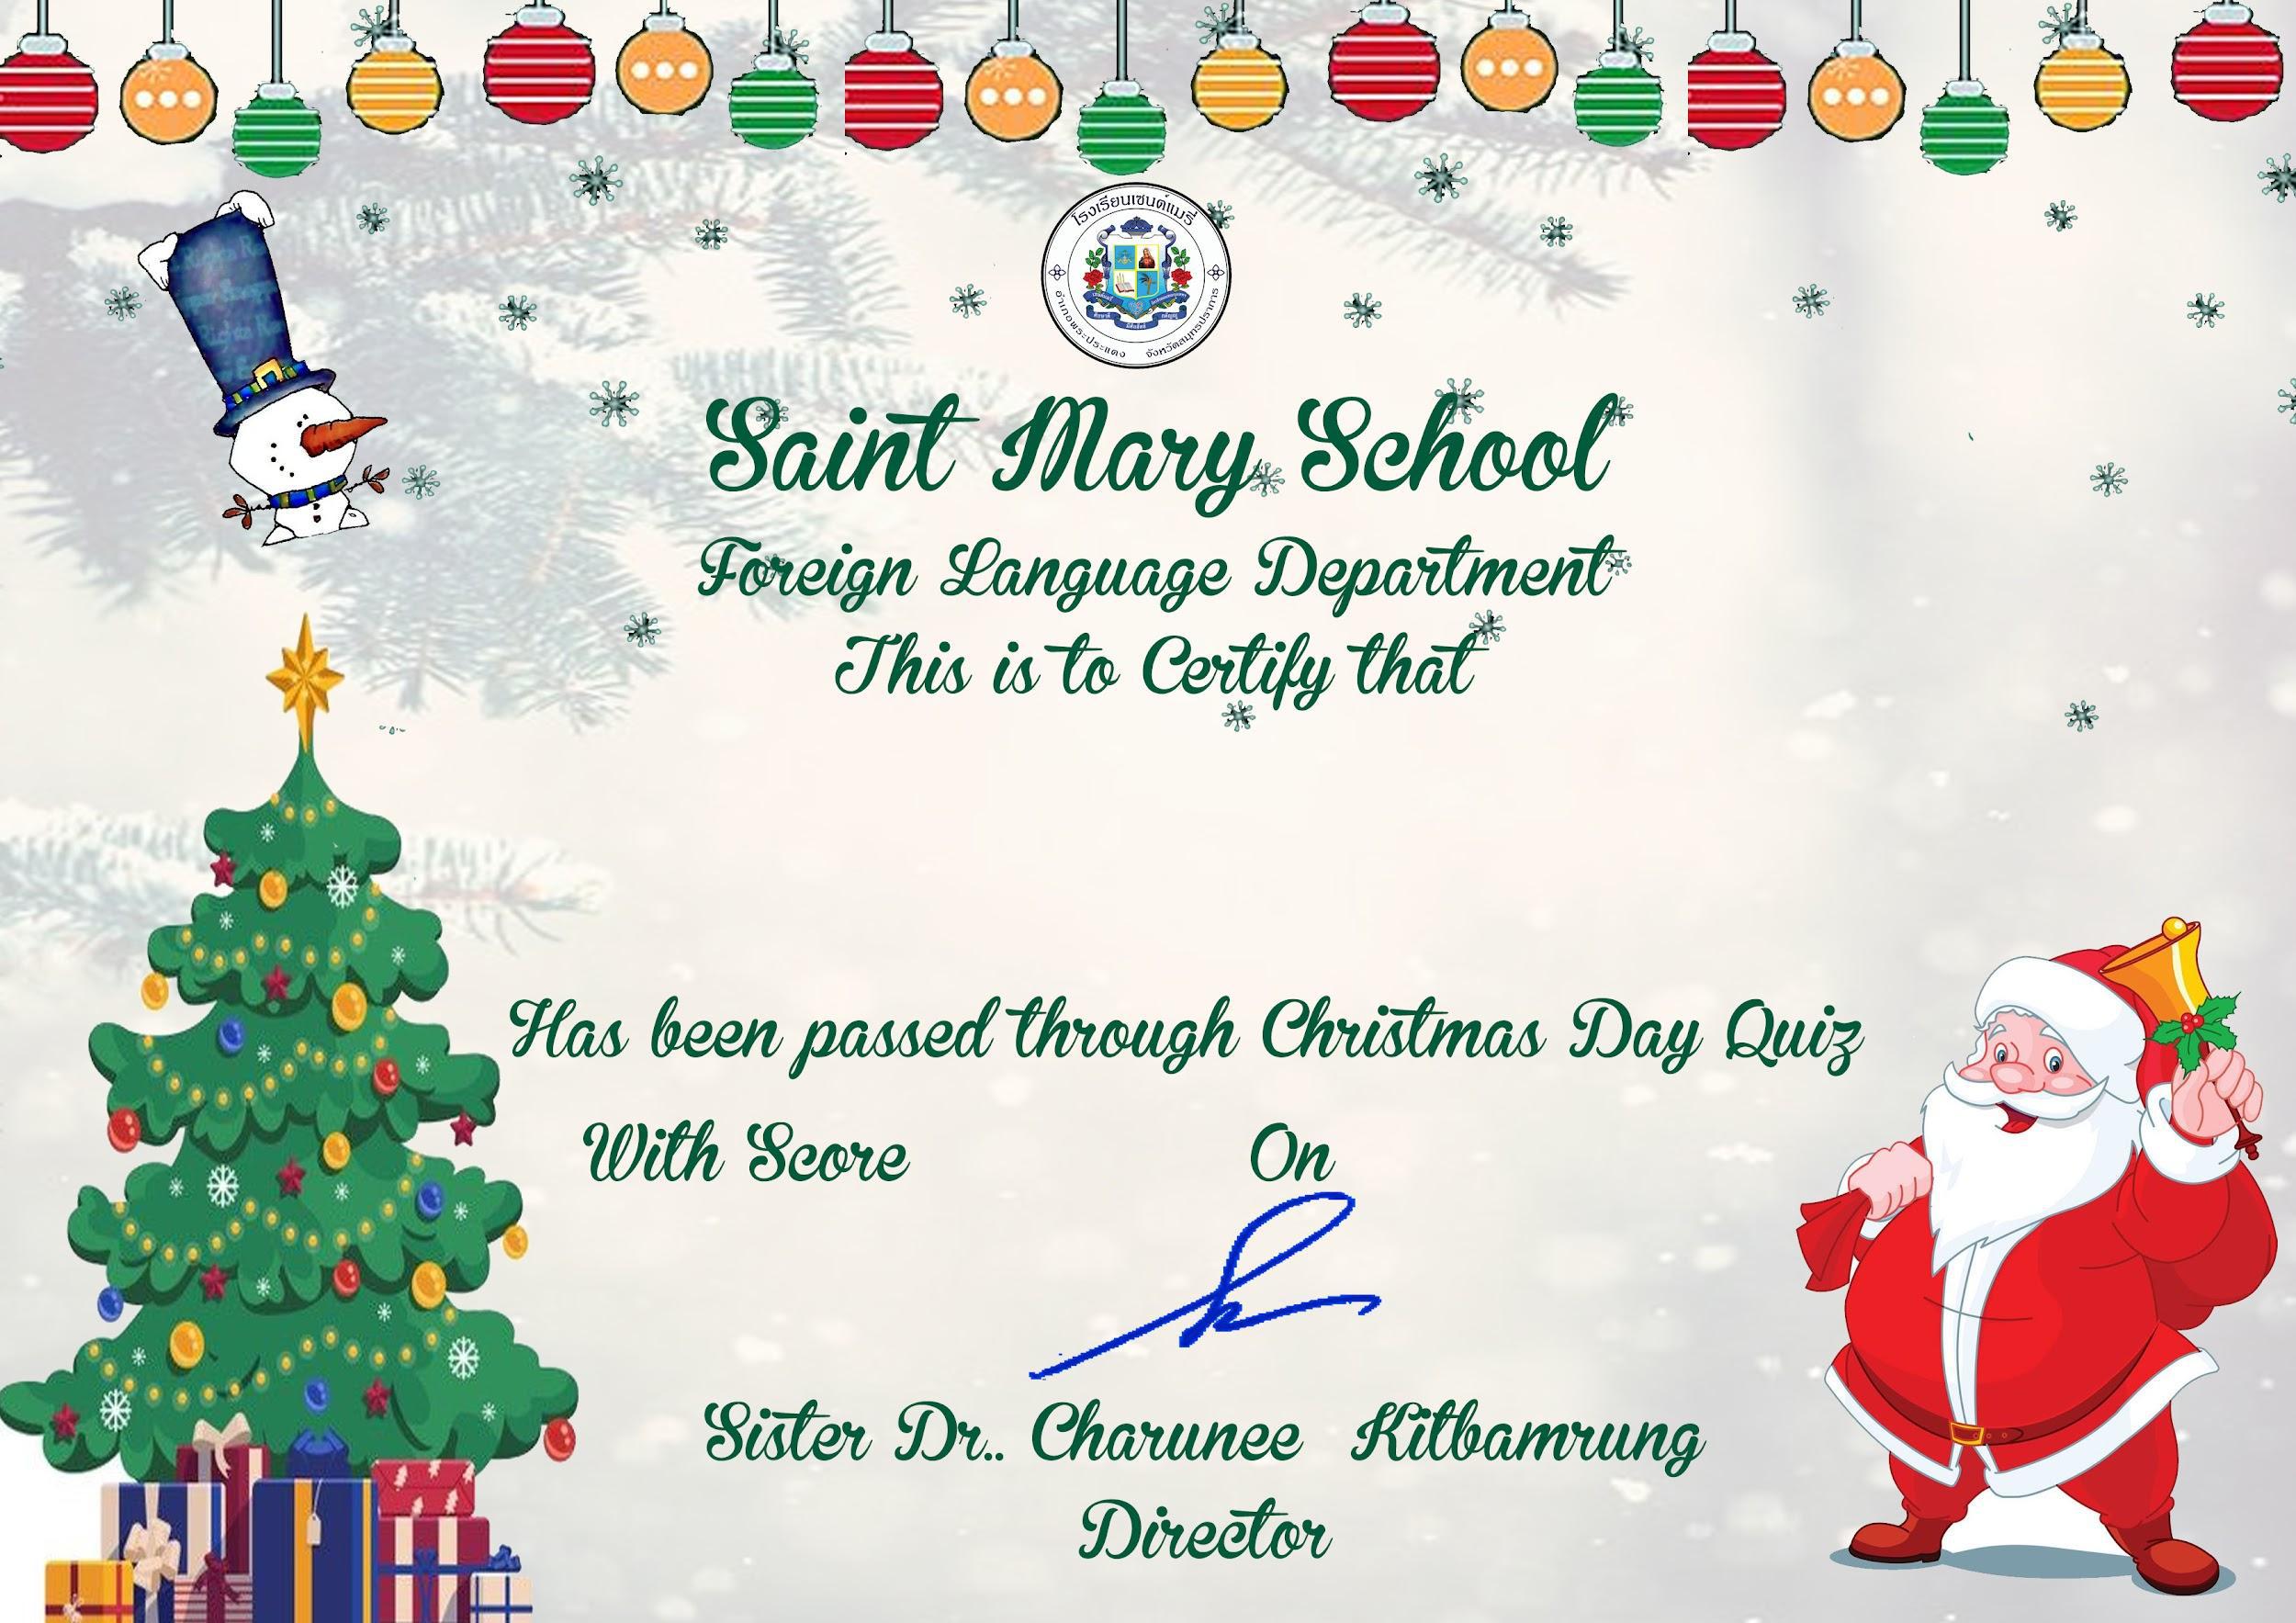 โรงเรียนเซนต์แมรี่
อำเภอพระประแดง จังหวัดสมุทรปราการ
Saint Mary School
Foreign Language Department
This is to Certify that
Has been passed through Christmas Day Quiz
With Score On
Sister Dr.. Charunee Kitbamrung
Director